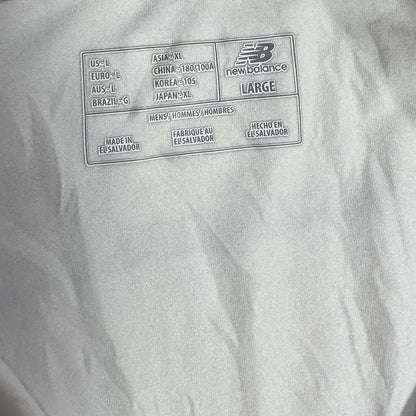 US - L
EURO - L
AUS - L
BRAZIL - G
ASIA - XL
CHINA - 180/100A
KOREA - 105
JAPAN - XL
new balance
LARGE
MENS / HOMMES / HOMBRES
MADE IN
EL SALVADOR
FABRIQUE AU
EL SALVADOR
HECHO EN
EL SALVADOR